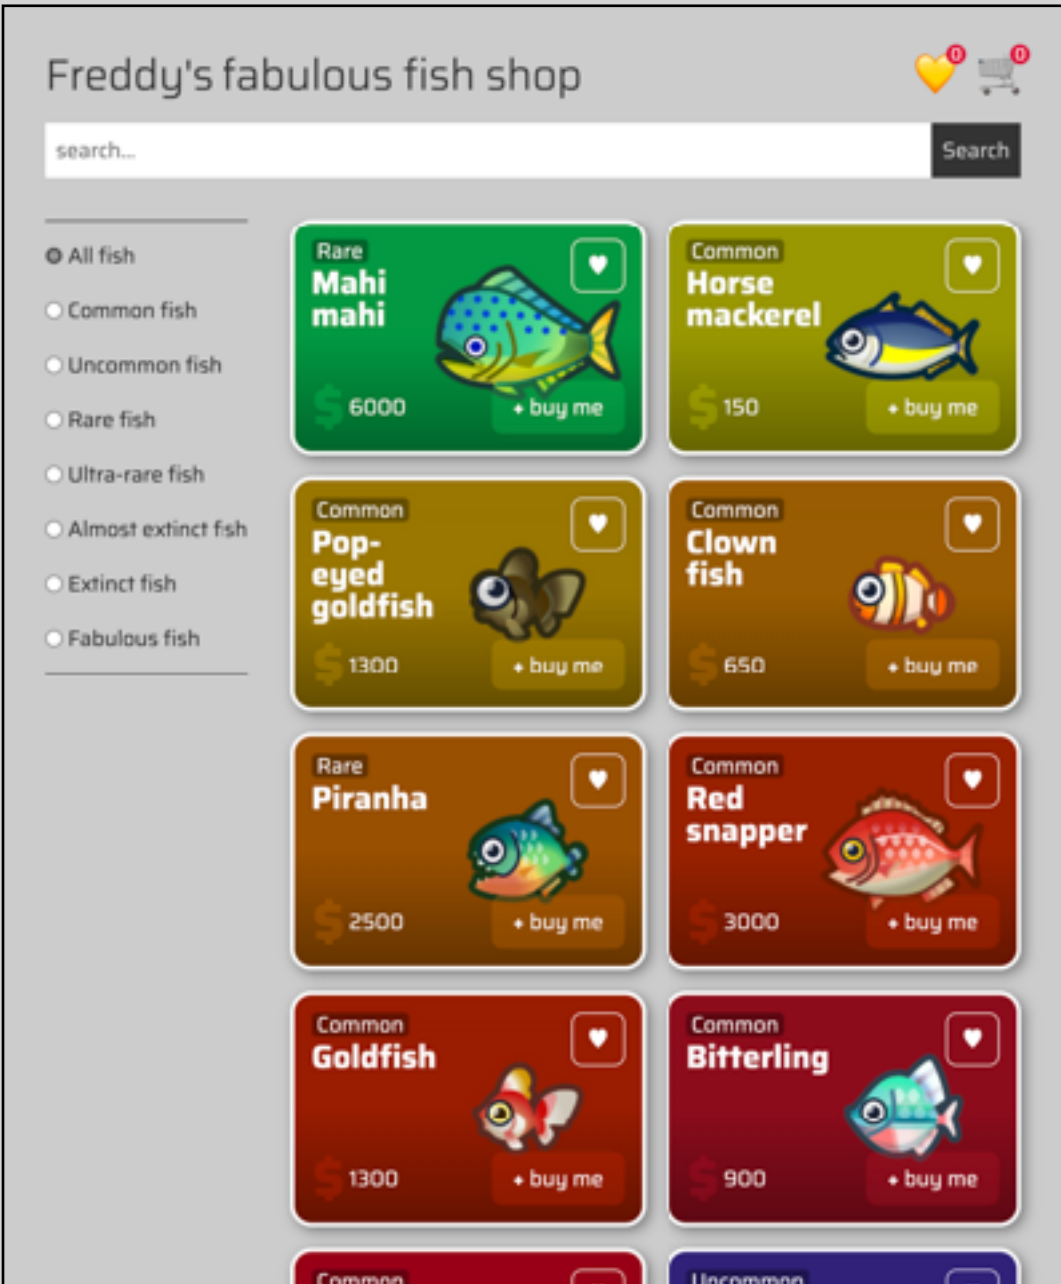 Freddy's fabulous fish shop
0
0
search...
Search
All fish
Common fish
Uncommon fish
Rare fish
Ultra-rare fish
Almost extinct fish
Extinct fish
Fabulous fish
Rare
Mahi
mahi
$ 6000
+ buy me
Common
Horse
mackerel
$ 150
+ buy me
Common
Pop-
eyed
goldfish
$ 1300
+ buy me
Common
Clown
fish
$ 650
+ buy me
Rare
Piranha
$ 2500
+ buy me
Common
Red
snapper
$ 3000
+ buy me
Common
Goldfish
$ 1300
+ buy me
Common
Bitterling
$ 900
+ buy me
Common
Uncommon